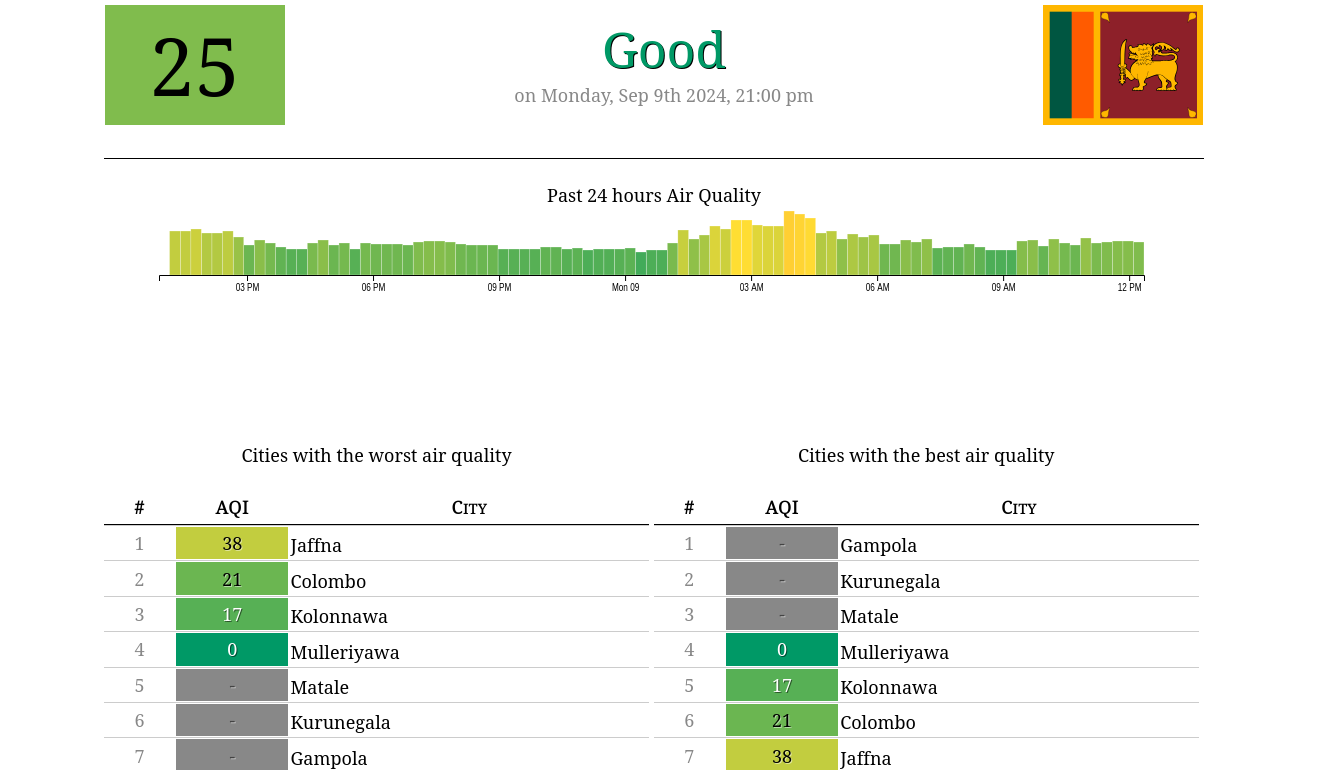 25
Good
on Monday, Sep 9th 2024, 21:00 pm
Past 24 hours Air Quality
03 PM 06 PM 09 PM Mon 09 03 AM 06 AM 09 AM 12 PM
Cities with the worst air quality
# AQI City
1 38 Jaffna
2 21 Colombo
3 17 Kolonnawa
4 0 Mulleriyawa
5 - Matale
6 - Kurunegala
7 - Gampola
Cities with the best air quality
# AQI City
1 - Gampola
2 - Kurunegala
3 - Matale
4 0 Mulleriyawa
5 17 Kolonnawa
6 21 Colombo
7 38 Jaffna